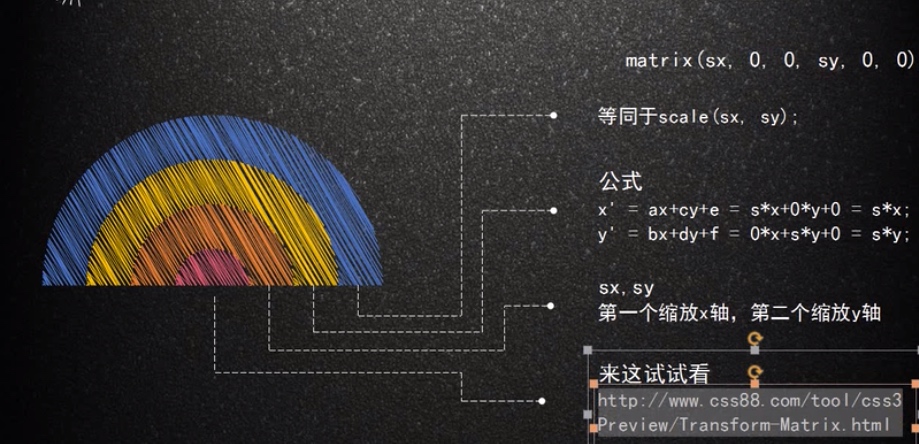 matrix(sx, 0, 0, sy, 0, 0)
等同于scale(sx, sy);
公式
x' = ax+cy+e = s*x+0*y+0 = s*x;
y' = bx+dy+f = 0*x+s*y+0 = s*y;
sx,sy
第一个缩放x轴，第二个缩放y轴
来这试试看
http://www.css88.com/tool/css3
Preview/Transform-Matrix.html